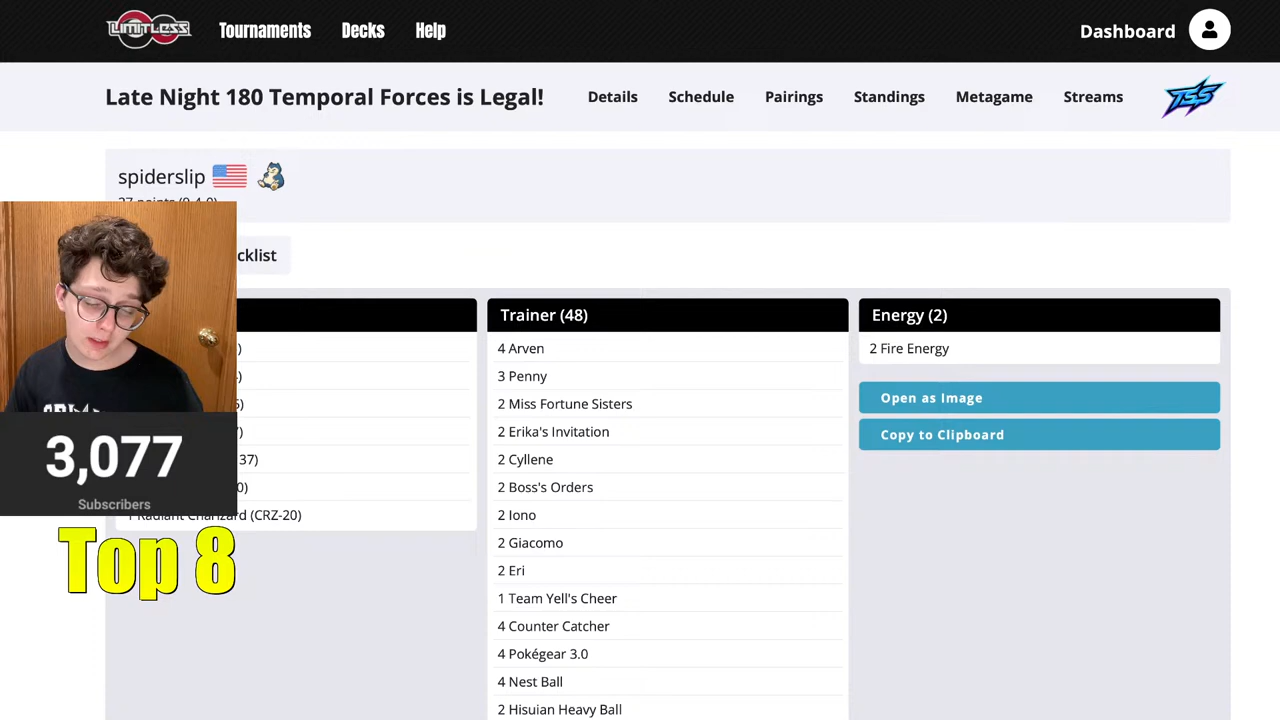 LIMITLESS Tournaments Decks Help Dashboard
Late Night 180 Temporal Forces is Legal! Details Schedule Pairings Standings Metagame Streams TSS
spiderslip
cklist
Trainer (48)
4 Arven
3 Penny
2 Miss Fortune Sisters
2 Erika's Invitation
2 Cyllene
2 Boss's Orders
2 Iono
2 Giacomo
2 Eri
1 Team Yell's Cheer
4 Counter Catcher
4 Pokégear 3.0
4 Nest Ball
2 Hisuian Heavy Ball
Energy (2)
2 Fire Energy
Open as Image
Copy to Clipboard
37)
1 Radiant Charizard (CRZ-20)
3,077
Subscribers
Top 8